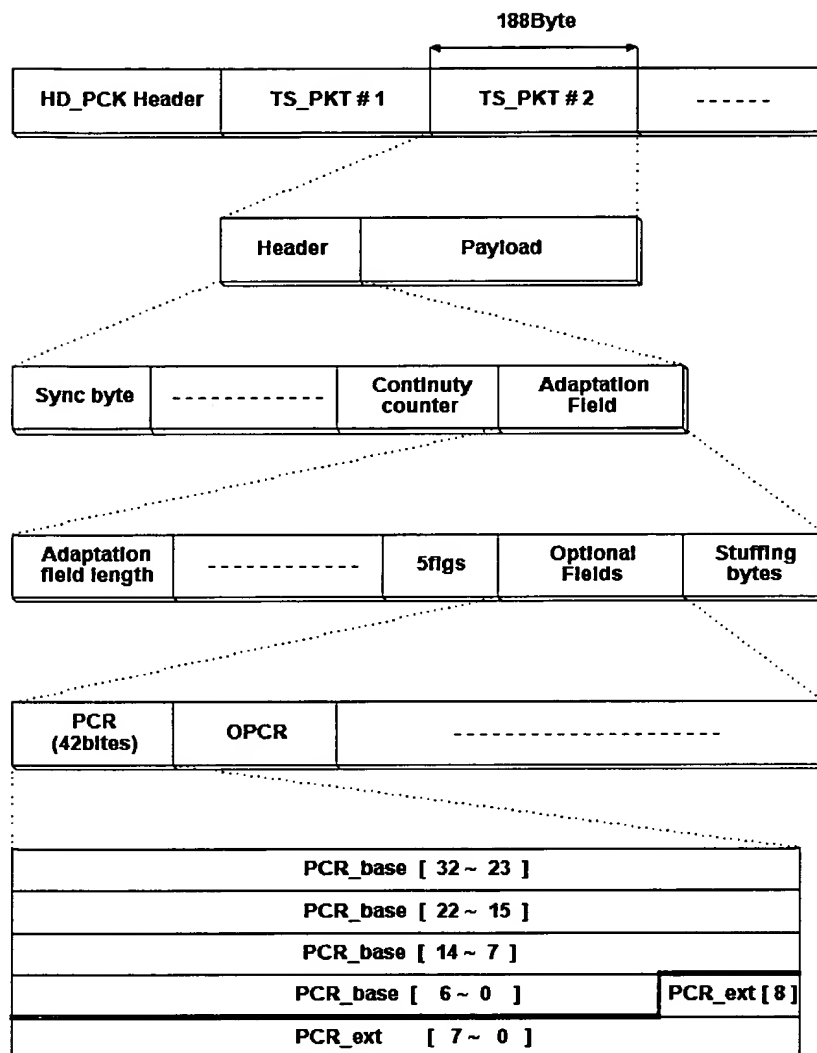 188Byte
HD_PCK Header
TS_PKT # 1
TS_PKT # 2
------
Header
Payload
Sync byte
------------
Continuty
counter
Adaptation
Field
Adaptation
field length
------------
5flgs
Optional
Fields
Stuffing
bytes
PCR
(42bites)
OPCR
--------------------
PCR_base [ 32 ~ 23 ]
PCR_base [ 22 ~ 15 ]
PCR_base [ 14 ~ 7 ]
PCR_base [ 6 ~ 0 ]
PCR_ext [ 8 ]
PCR_ext [ 7 ~ 0 ]